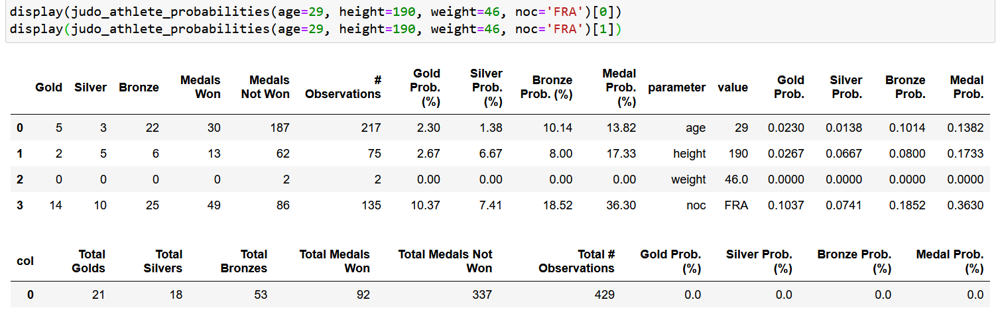 display(judo_athlete_probabilities(age=29, height=190, weight=46, noc='FRA')[0])
display(judo_athlete_probabilities(age=29, height=190, weight=46, noc='FRA')[1])
Gold Silver Bronze Medals Won Medals Not Won # Observations Gold Prob. (%) Silver Prob. (%) Bronze Prob. (%) Medal Prob. (%) parameter value Gold Prob. Silver Prob. Bronze Prob. Medal Prob.
0 5 3 22 30 187 217 2.30 1.38 10.14 13.82 age 29 0.0230 0.0138 0.1014 0.1382
1 2 5 6 13 62 75 2.67 6.67 8.00 17.33 height 190 0.0267 0.0667 0.0800 0.1733
2 0 0 0 0 2 2 0.00 0.00 0.00 0.00 weight 46.0 0.0000 0.0000 0.0000 0.0000
3 14 10 25 49 86 135 10.37 7.41 18.52 36.30 noc FRA 0.1037 0.0741 0.1852 0.3630
col Total Golds Total Silvers Total Bronzes Total Medals Won Total Medals Not Won Total # Observations Gold Prob. (%) Silver Prob. (%) Bronze Prob. (%) Medal Prob. (%)
0 21 18 53 92 337 429 0.0 0.0 0.0 0.0